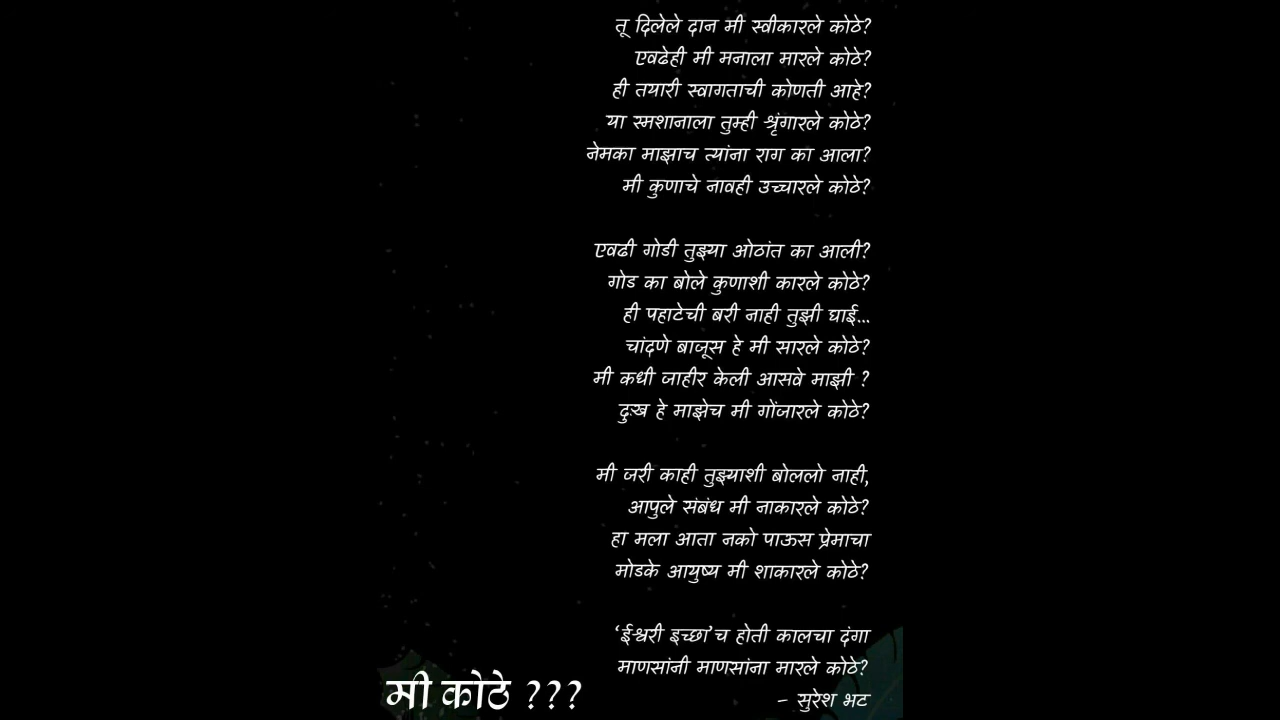 तू दिलेले दान मी स्वीकारले कोठे?
एवढेही मी मनाला मारले कोठे?
ही तयारी स्वागताची कोणती आहे?
या स्मशानाला तुम्ही श्रृंगारले कोठे?
नेमका माझाच त्यांना राग का आला?
मी कुणाचे नावही उच्चारले कोठे?
एवढी गोडी तुझ्या ओठांत का आली?
गोड का बोले कुणाशी कारले कोठे?
ही पहाटेची बरी नाही तुझी घाई...
चांदणे बाजूस हे मी सारले कोठे?
मी कधी जाहीर केली आसवे माझी ?
दुःख हे माझेच मी गोंजारले कोठे?
मी जरी काही तुझ्याशी बोललो नाही,
आपुले संबंध मी नाकारले कोठे?
हा मला आता नको पाऊस प्रेमाचा
मोडके आयुष्य मी शाकारले कोठे?
‘ईश्वरी इच्छा’च होती कालचा दंगा
माणसांनी माणसांना मारले कोठे?
– सुरेश भट
मी कोठे ???